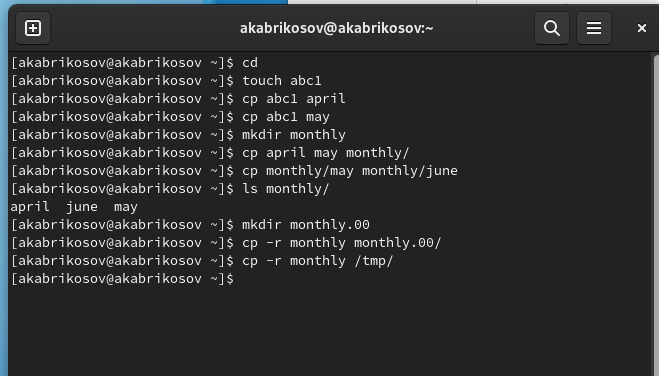 akabrikosov@akabrikosov:~
[akabrikosov@akabrikosov ~]$ cd
[akabrikosov@akabrikosov ~]$ touch abc1
[akabrikosov@akabrikosov ~]$ cp abc1 april
[akabrikosov@akabrikosov ~]$ cp abc1 may
[akabrikosov@akabrikosov ~]$ mkdir monthly
[akabrikosov@akabrikosov ~]$ cp april may monthly/
[akabrikosov@akabrikosov ~]$ cp monthly/may monthly/june
[akabrikosov@akabrikosov ~]$ ls monthly/
april  june  may
[akabrikosov@akabrikosov ~]$ mkdir monthly.00
[akabrikosov@akabrikosov ~]$ cp -r monthly monthly.00/
[akabrikosov@akabrikosov ~]$ cp -r monthly /tmp/
[akabrikosov@akabrikosov ~]$